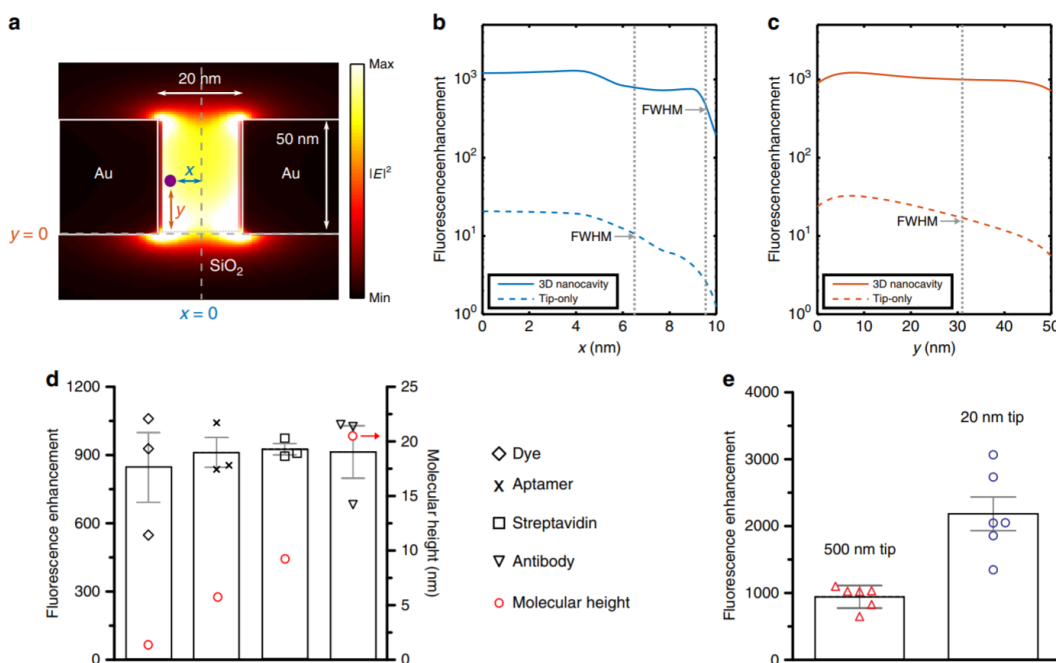 a
Max
20 nm
50 nm
Au
Au
x
y
|E|²
y = 0
SiO₂
Min
x = 0
b
Fluorescenceenhancement
10³
10²
10¹
10⁰
FWHM
FWHM
3D nanocavity
Tip-only
0 2 4 6 8 10
x (nm)
c
Fluorescenceenhancement
10³
10²
10¹
10⁰
FWHM
3D nanocavity
Tip-only
0 10 20 30 40 50
y (nm)
d
Fluorescence enhancement
1200
900
600
300
0
25
20
15
10
5
0
Molecular height
(nm)
Dye
Aptamer
Streptavidin
Antibody
Molecular height
e
Fluorescence enhancement
4000
3000
2000
1000
0
20 nm tip
500 nm tip